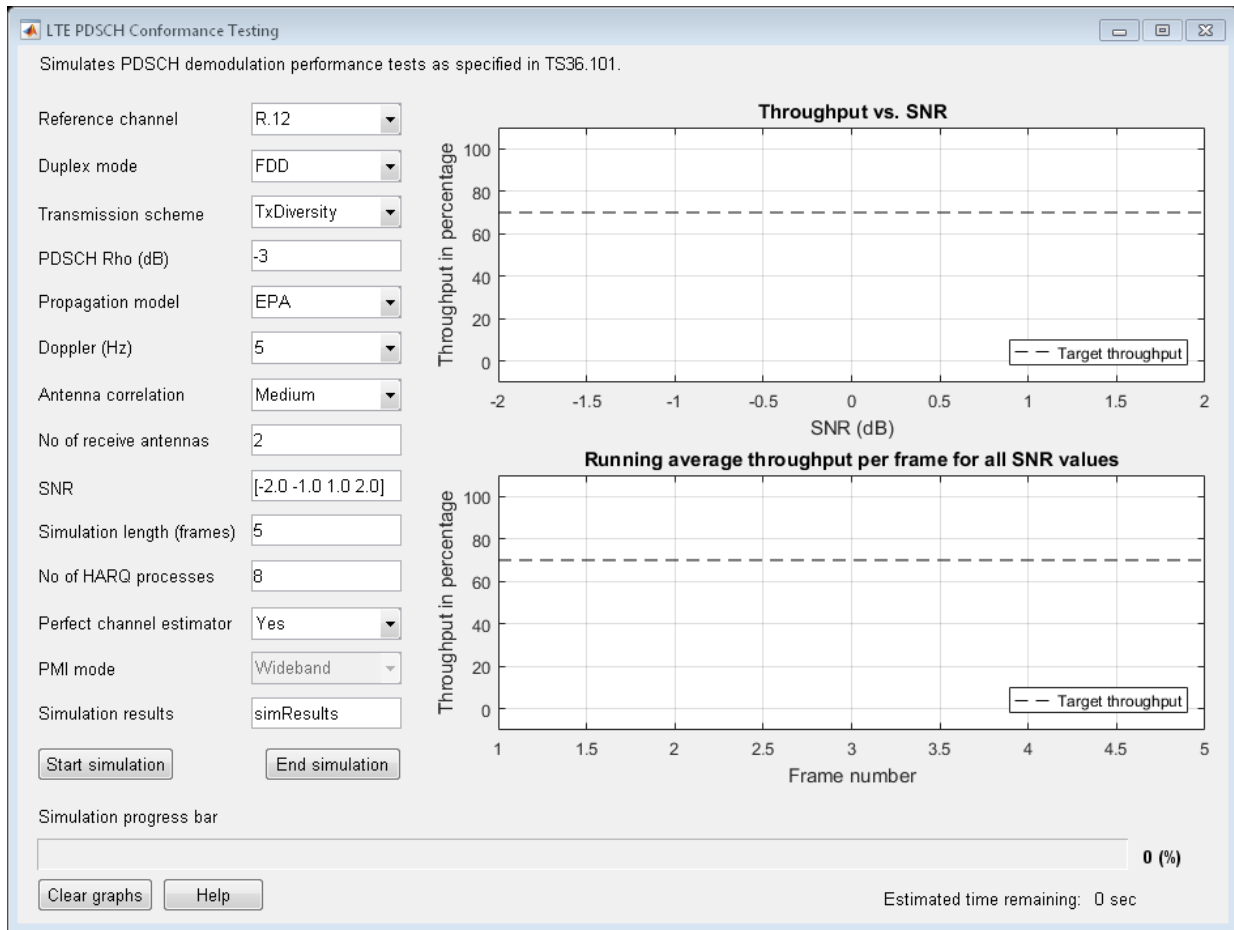 LTE PDSCH Conformance Testing
Simulates PDSCH demodulation performance tests as specified in TS36.101.
Reference channel R.12
Duplex mode FDD
Transmission scheme TxDiversity
PDSCH Rho (dB) -3
Propagation model EPA
Doppler (Hz) 5
Antenna correlation Medium
No of receive antennas 2
SNR [-2.0 -1.0 1.0 2.0]
Simulation length (frames) 5
No of HARQ processes 8
Perfect channel estimator Yes
PMI mode Wideband
Simulation results simResults
Start simulation End simulation
Throughput vs. SNR
Throughput in percentage
100
80
60
40
20
0
Target throughput
-2 -1.5 -1 -0.5 0 0.5 1 1.5 2
SNR (dB)
Running average throughput per frame for all SNR values
Throughput in percentage
100
80
60
40
20
0
Target throughput
1 1.5 2 2.5 3 3.5 4 4.5 5
Frame number
Simulation progress bar
0 (%)
Clear graphs Help
Estimated time remaining: 0 sec